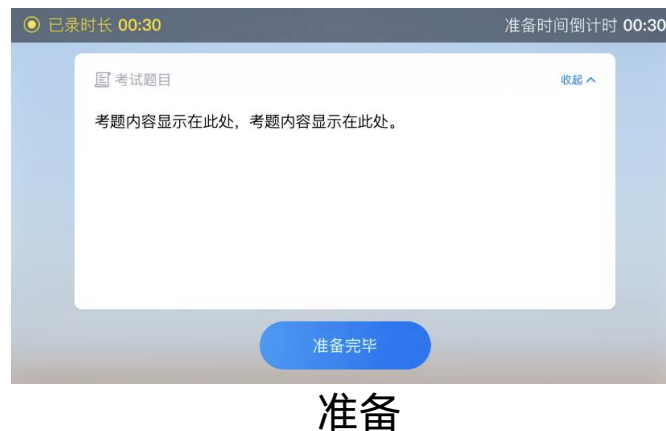 已录时长 00:30
准备时间倒计时 00:30
考试题目
收起
考题内容显示在此处，考题内容显示在此处。
准备完毕
准备